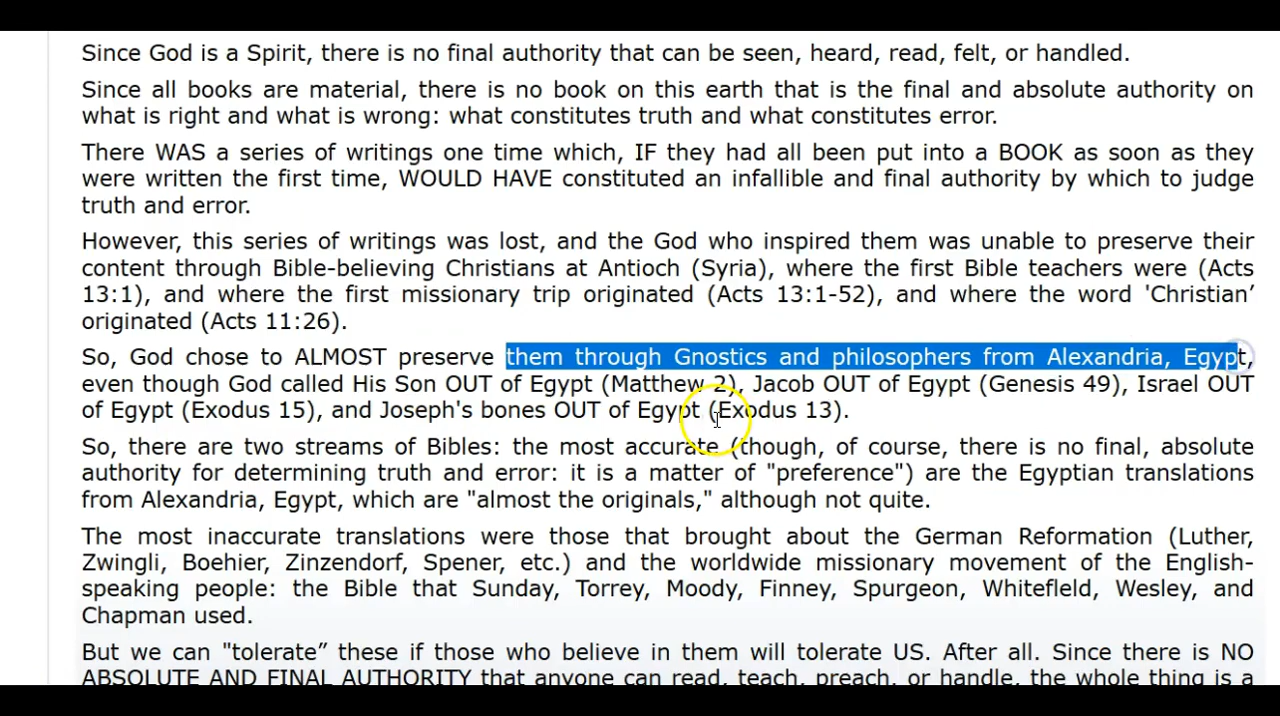 Since God is a Spirit, there is no final authority that can be seen, heard, read, felt, or handled.
Since all books are material, there is no book on this earth that is the final and absolute authority on
what is right and what is wrong: what constitutes truth and what constitutes error.
There WAS a series of writings one time which, IF they had all been put into a BOOK as soon as they
were written the first time, WOULD HAVE constituted an infallible and final authority by which to judge
truth and error.
However, this series of writings was lost, and the God who inspired them was unable to preserve their
content through Bible-believing Christians at Antioch (Syria), where the first Bible teachers were (Acts
13:1), and where the first missionary trip originated (Acts 13:1-52), and where the word 'Christian’
originated (Acts 11:26).
So, God chose to ALMOST preserve them through Gnostics and philosophers from Alexandria, Egypt,
even though God called His Son OUT of Egypt (Matthew 2), Jacob OUT of Egypt (Genesis 49), Israel OUT
of Egypt (Exodus 15), and Joseph's bones OUT of Egypt (Exodus 13).
So, there are two streams of Bibles: the most accurate (though, of course, there is no final, absolute
authority for determining truth and error: it is a matter of "preference") are the Egyptian translations
from Alexandria, Egypt, which are "almost the originals," although not quite.
The most inaccurate translations were those that brought about the German Reformation (Luther,
Zwingli, Boehier, Zinzendorf, Spener, etc.) and the worldwide missionary movement of the English-
speaking people: the Bible that Sunday, Torrey, Moody, Finney, Spurgeon, Whitefleld, Wesley, and
Chapman used.
But we can "tolerate” these if those who believe in them will tolerate US. After all. Since there is NO
ABSOLUTE AND FINAL AUTHORITY that anyone can read, teach, preach, or handle, the whole thing is a